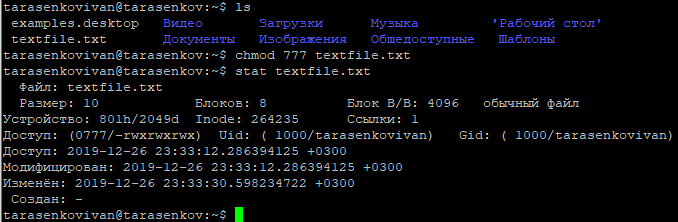 tarasenkovivan@tarasenkov:~$ ls
examples.desktop Видео Загрузки Музыка 'Рабочий стол'
textfile.txt Документы Изображения Общедоступные Шаблоны
tarasenkovivan@tarasenkov:~$ chmod 777 textfile.txt
tarasenkovivan@tarasenkov:~$ stat textfile.txt
Файл: textfile.txt
Размер: 10 Блоков: 8 Блок В/В: 4096 обычный файл
Устройство: 801h/2049d Inode: 264235 Ссылки: 1
Доступ: (0777/-rwxrwxrwx) Uid: ( 1000/tarasenkovivan) Gid: ( 1000/tarasenkovivan)
Доступ: 2019-12-26 23:33:12.286394125 +0300
Модифицирован: 2019-12-26 23:33:12.286394125 +0300
Изменён: 2019-12-26 23:33:30.598234722 +0300
Создан: -
tarasenkovivan@tarasenkov:~$